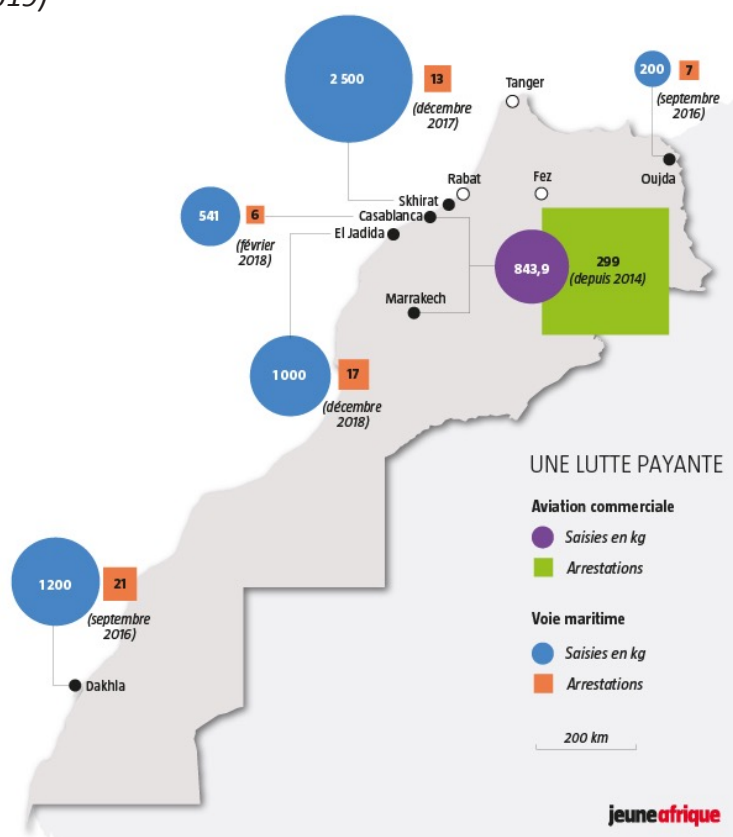 2 500
13
(décembre
2017)
Tanger
200
7
(septembre
2016)
Oujda
Rabat
Fez
Skhirat
Casablanca
El Jadida
541
6
(février
2018)
843,9
299
(depuis 2014)
Marrakech
1000
17
(décembre
2018)
UNE LUTTE PAYANTE
Aviation commerciale
Saisies en kg
Arrestations
Voie maritime
Saisies en kg
Arrestations
200 km
1200
21
(septembre
2016)
Dakhla
jeuneafrique